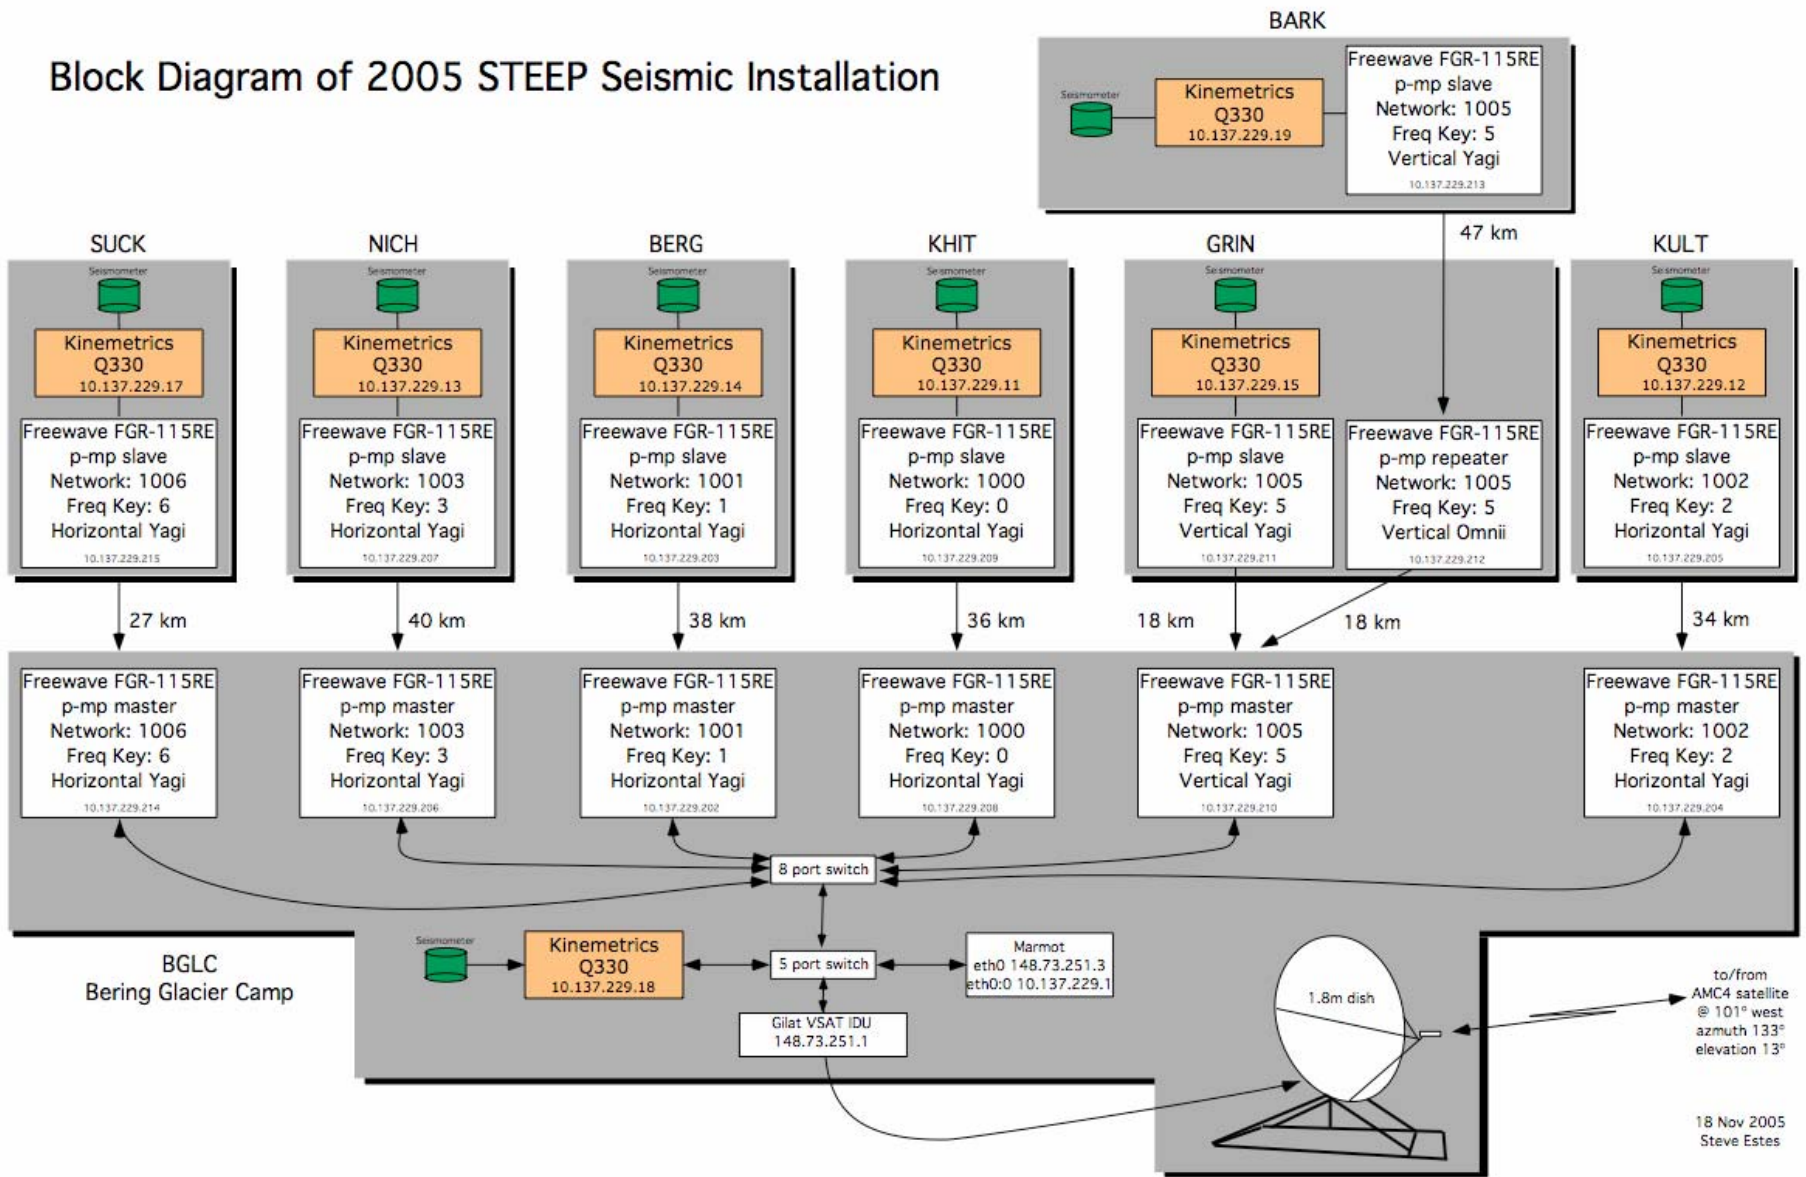 Block Diagram of 2005 STEEP Seismic Installation
BARK
Seismometer
Kinemetrics
Q330
10.137.229.19
Freewave FGR-115RE
p-mp slave
Network: 1005
Freq Key: 5
Vertical Yagi
10.137.229.213
47 km
SUCK
Seismometer
Kinemetrics
Q330
10.137.229.17
Freewave FGR-115RE
p-mp slave
Network: 1006
Freq Key: 6
Horizontal Yagi
10.137.229.215
27 km
NICH
Seismometer
Kinemetrics
Q330
10.137.229.13
Freewave FGR-115RE
p-mp slave
Network: 1003
Freq Key: 3
Horizontal Yagi
10.137.229.207
40 km
BERG
Seismometer
Kinemetrics
Q330
10.137.229.14
Freewave FGR-115RE
p-mp slave
Network: 1001
Freq Key: 1
Horizontal Yagi
10.137.229.203
38 km
KHIT
Seismometer
Kinemetrics
Q330
10.137.229.11
Freewave FGR-115RE
p-mp slave
Network: 1000
Freq Key: 0
Horizontal Yagi
10.137.229.209
36 km
GRIN
Seismometer
Kinemetrics
Q330
10.137.229.15
Freewave FGR-115RE
p-mp slave
Network: 1005
Freq Key: 5
Vertical Yagi
10.137.229.211
18 km
Freewave FGR-115RE
p-mp repeater
Network: 1005
Freq Key: 5
Vertical Omnii
10.137.229.212
18 km
KULT
Seismometer
Kinemetrics
Q330
10.137.229.12
Freewave FGR-115RE
p-mp slave
Network: 1002
Freq Key: 2
Horizontal Yagi
10.137.229.205
34 km
Freewave FGR-115RE
p-mp master
Network: 1006
Freq Key: 6
Horizontal Yagi
10.137.229.214
Freewave FGR-115RE
p-mp master
Network: 1003
Freq Key: 3
Horizontal Yagi
10.137.229.206
Freewave FGR-115RE
p-mp master
Network: 1001
Freq Key: 1
Horizontal Yagi
10.137.229.202
Freewave FGR-115RE
p-mp master
Network: 1000
Freq Key: 0
Horizontal Yagi
10.137.229.208
Freewave FGR-115RE
p-mp master
Network: 1005
Freq Key: 5
Vertical Yagi
10.137.229.210
Freewave FGR-115RE
p-mp master
Network: 1002
Freq Key: 2
Horizontal Yagi
10.137.229.204
8 port switch
BGLC
Bering Glacier Camp
Seismometer
Kinemetrics
Q330
10.137.229.18
5 port switch
Marmot
eth0 148.73.251.3
eth0:0 10.137.229.1
Gilat VSAT IDU
148.73.251.1
1.8m dish
to/from
AMC4 satellite
@ 101° west
azmuth 133°
elevation 13°
18 Nov 2005
Steve Estes